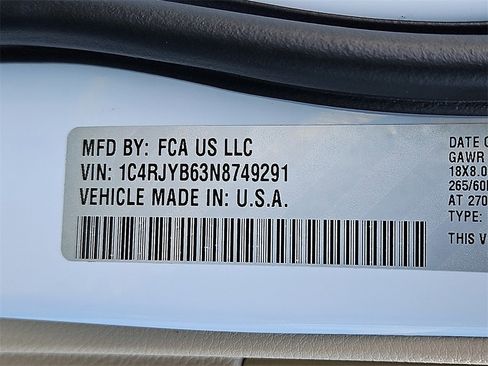 MFD BY: FCA US LLC
VIN: 1C4RJYB63N8749291
VEHICLE MADE IN: U.S.A.
DATE O
GAWR
18X8.0
265/60
AT 270
TYPE:
THIS V